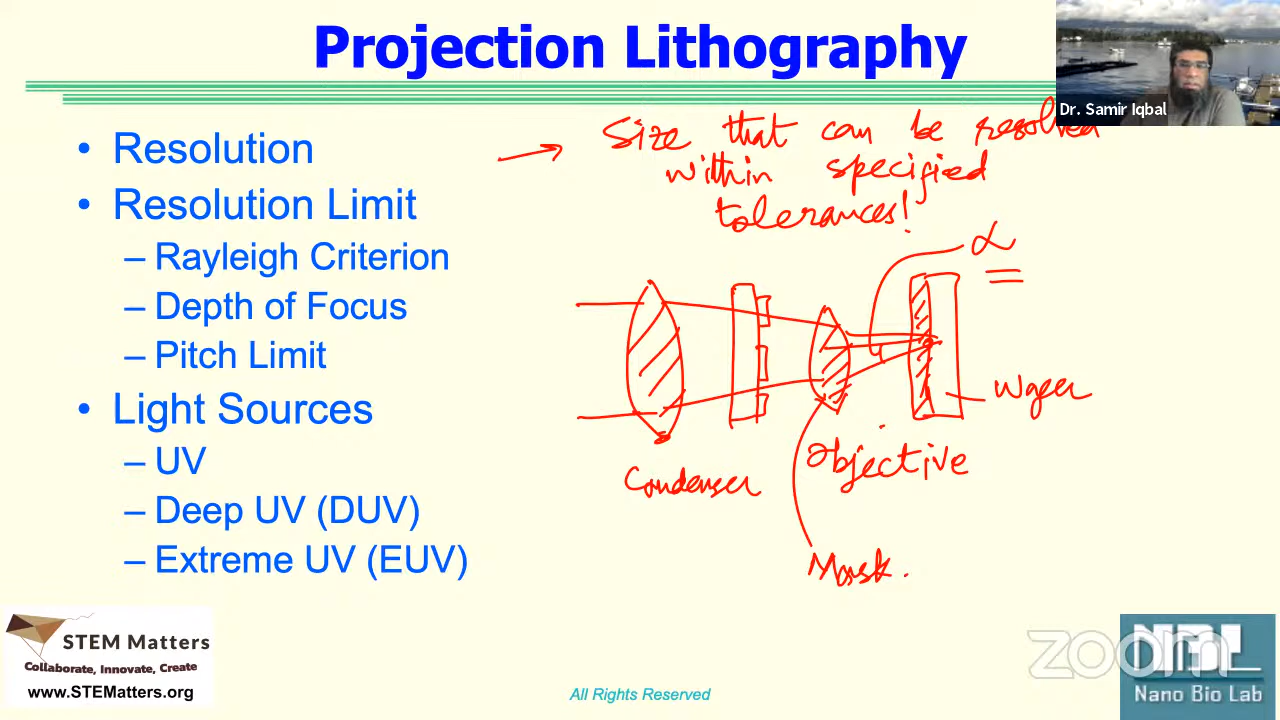 Projection Lithography
Dr. Samir Iqbal
• Resolution
→ Size that can be resolved
within specified
tolerances!
• Resolution Limit
– Rayleigh Criterion
– Depth of Focus
– Pitch Limit
• Light Sources
– UV
– Deep UV (DUV)
– Extreme UV (EUV)
α
Wafer
Condenser
Objective
Mask.
STEM Matters
Collaborate, Innovate, Create
www.STEMatters.org
All Rights Reserved
zoom
NBL
Nano Bio Lab